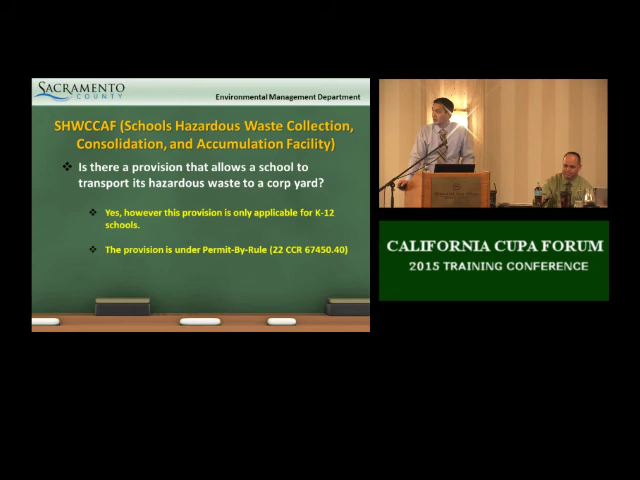 SACRAMENTO
COUNTY
Environmental Management Department
SHWCCAF (Schools Hazardous Waste Collection,
Consolidation, and Accumulation Facility)
❖ Is there a provision that allows a school to
transport its hazardous waste to a corp yard?
❖ Yes, however this provision is only applicable for K-12
schools.
❖ The provision is under Permit-By-Rule (22 CCR 67450.40)
CALIFORNIA CUPA FORUM
2015 TRAINING CONFERENCE